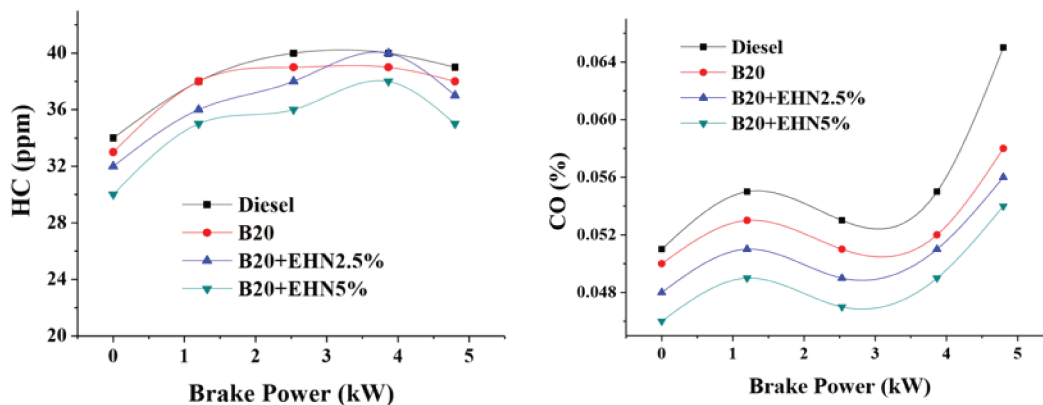 40
36
32
28
24
20
HC (ppm)
Diesel
B20
B20+EHN2.5%
B20+EHN5%
0 1 2 3 4 5
Brake Power (kW)
0.064
0.060
0.056
0.052
0.048
CO (%)
Diesel
B20
B20+EHN2.5%
B20+EHN5%
0 1 2 3 4 5
Brake Power (kW)